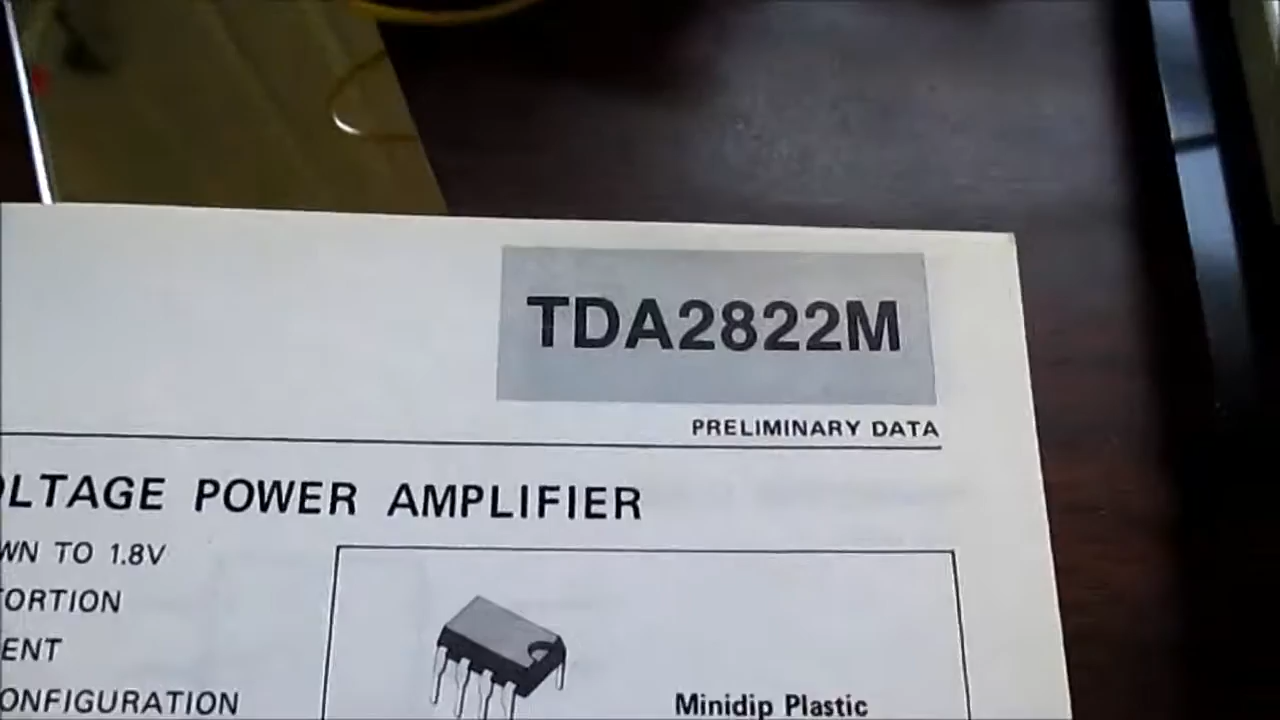 TDA2822M
PRELIMINARY DATA
OLTAGE POWER AMPLIFIER
WN TO 1.8V
TORTION
ENT
ONFIGURATION
Minidip Plastic